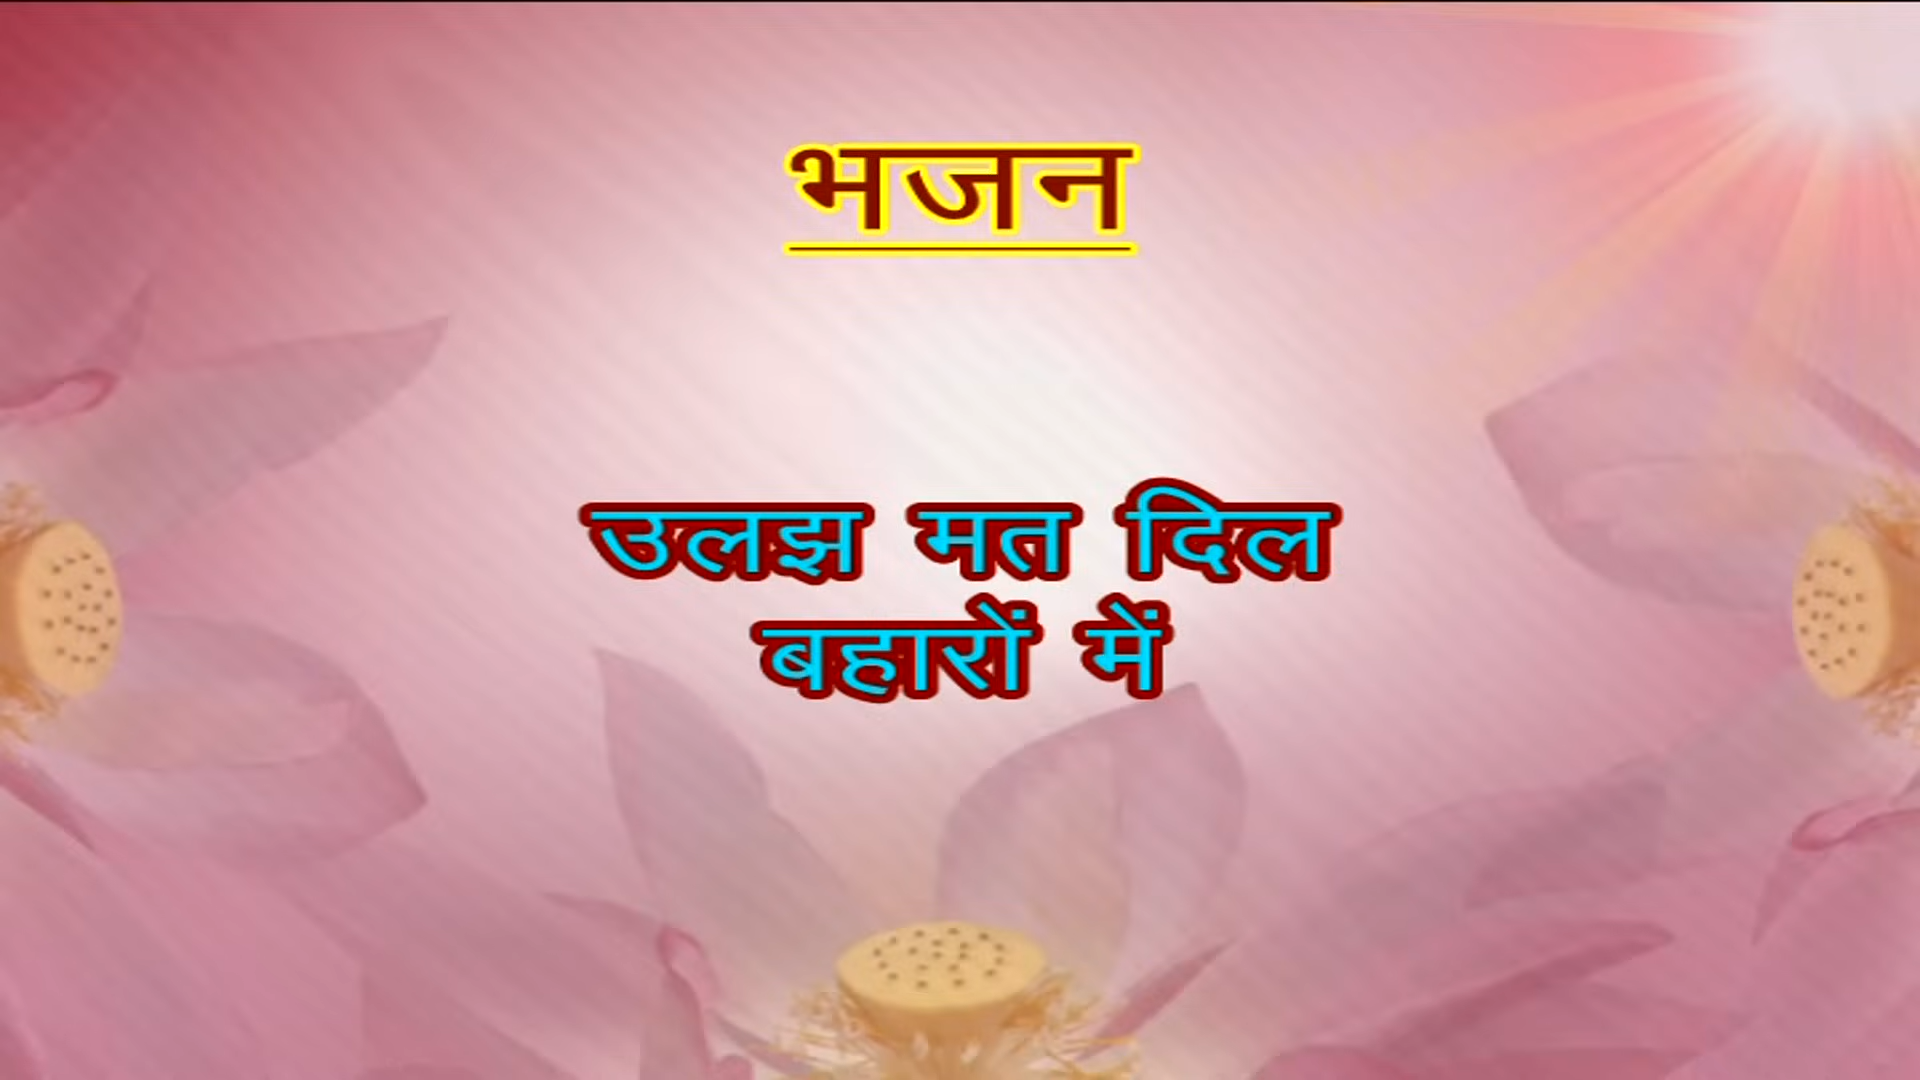 भजन
उलझ मत दिल
बहारों में